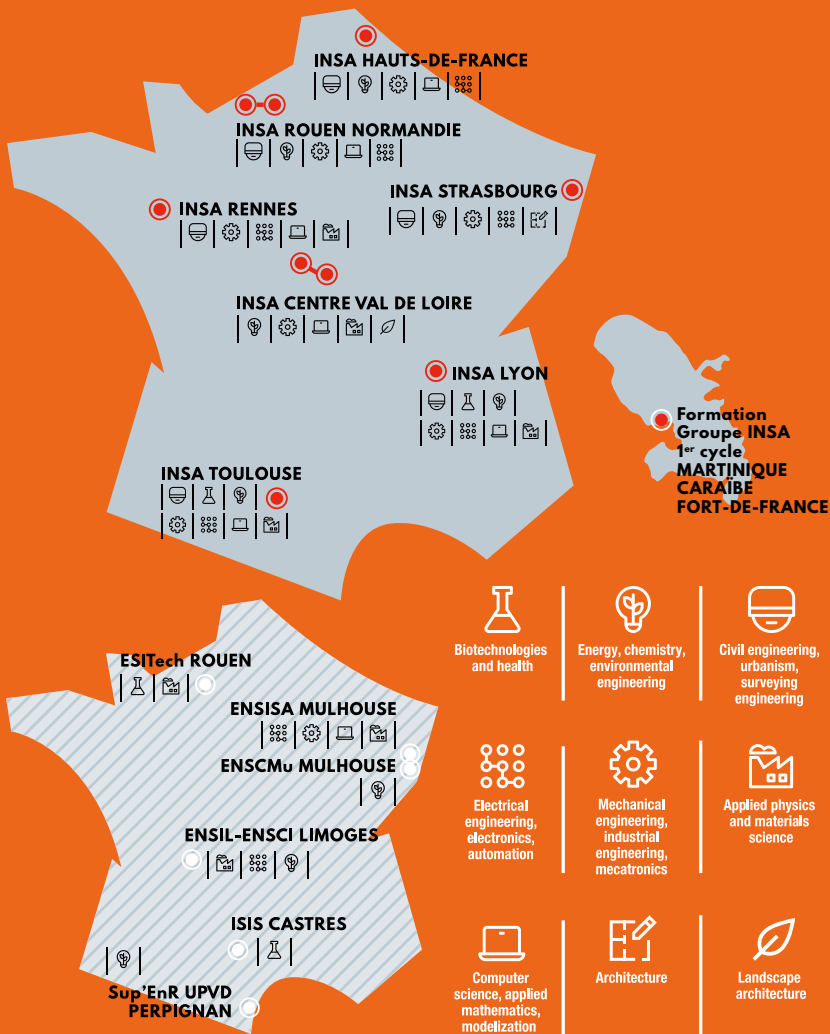 INSA HAUTS-DE-FRANCE
INSA ROUEN NORMANDIE
INSA STRASBOURG
INSA RENNES
INSA CENTRE VAL DE LOIRE
INSA LYON
Formation
Groupe INSA
1er cycle
MARTINIQUE
CARAÏBE
FORT-DE-FRANCE
INSA TOULOUSE
ESITech ROUEN
ENSISA MULHOUSE
ENSCMu MULHOUSE
ENSIL-ENSCI LIMOGES
ISIS CASTRES
Sup'EnR UPVD
PERPIGNAN
Biotechnologies
and health
Energy, chemistry,
environmental
engineering
Civil engineering,
urbanism,
surveying
engineering
Electrical
engineering,
electronics,
automation
Mechanical
engineering,
industrial
engineering,
mecatronics
Applied physics
and materials
science
Computer
science, applied
mathematics,
modelization
Architecture
Landscape
architecture